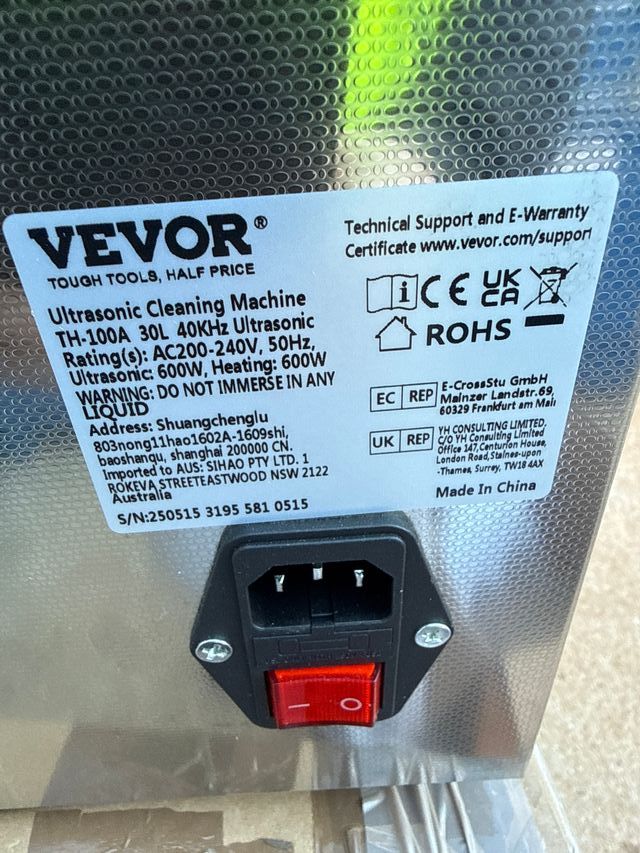 VEVOR®
TOUGH TOOLS, HALF PRICE
Ultrasonic Cleaning Machine
TH-100A 30L 40KHz Ultrasonic
Rating(s): AC200-240V, 50Hz,
Ultrasonic: 600W, Heating: 600W
WARNING: DO NOT IMMERSE IN ANY
LIQUID
Address: Shuangchenglu
803nong11hao1602A-1609shi,
baoshanqu, shanghai 200000 CN.
Imported to AUS: SIHAO PTY LTD. 1
ROKEVA STREETEASTWOOD NSW 2122
Australia
S/N:250515 3195 581 0515
Technical Support and E-Warranty
Certificate www.vevor.com/support
i CE UK
CA
ROHS
EC REP
E-CrossStu GmbH
Mainzer Landstr.69,
60329 Frankfurt am Main
UK REP
YH CONSULTING LIMITED.
C/O YH Consulting Limited
Office 147, Centurion House,
London Road, Staines-upon
-Thames, Surrey, TW18 4AX
Made In China
— O